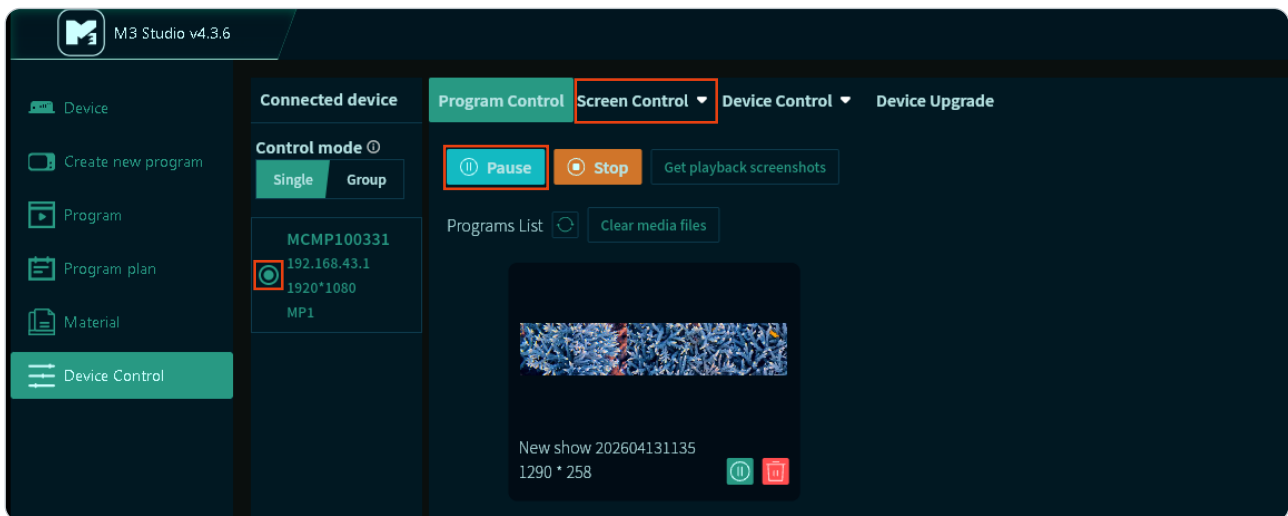 M3 Studio v4.3.6
Device
Create new program
Program
Program plan
Material
Device Control
Connected device
Control mode
Single Group
MCMP100331
192.168.43.1
1920*1080
MP1
Program Control Screen Control Device Control Device Upgrade
Pause Stop Get playback screenshots
Programs List Clear media files
New show 202604131135
1290 * 258